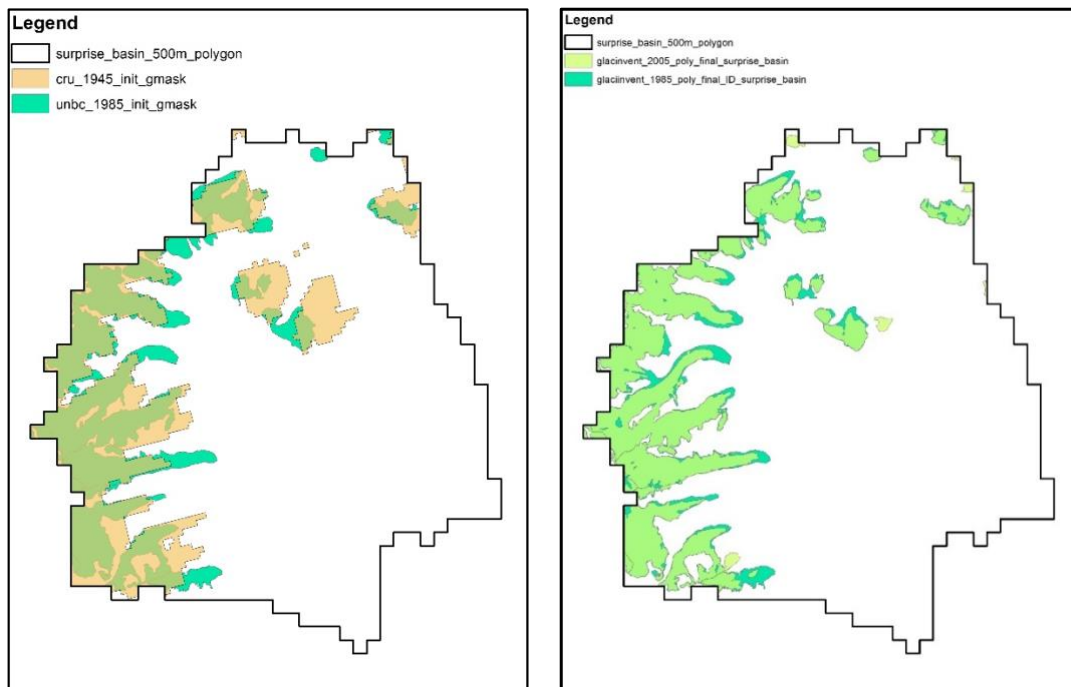 Legend
surprise_basin_500m_polygon
cru_1945_init_gmask
unbc_1985_init_gmask
Legend
surprise_basin_500m_polygon
glacinvent_2005_poly_final_surprise_basin
glaciinvent_1985_poly_final_ID_surprise_basin